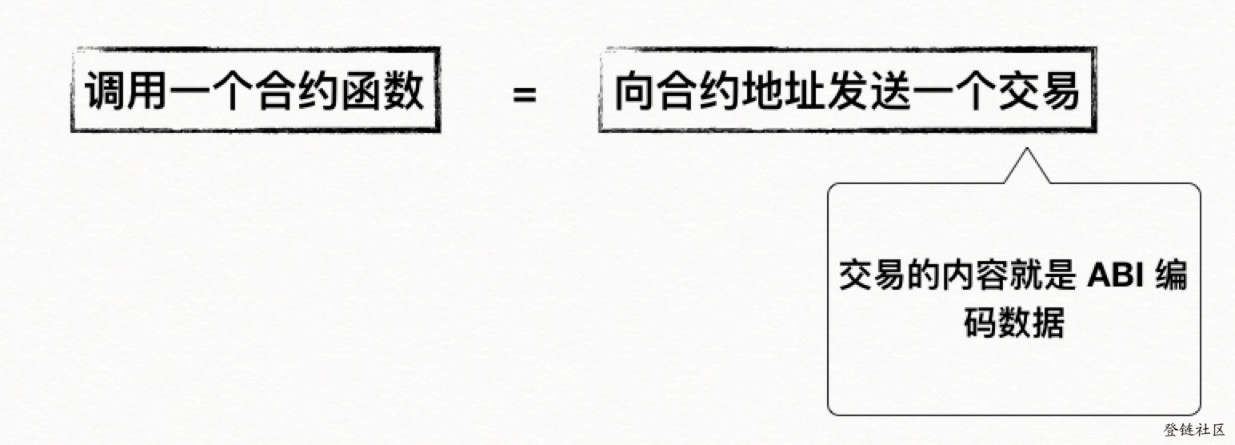 调用一个合约函数 = 向合约地址发送一个交易
交易的内容就是 ABI 编
码数据
登链社区